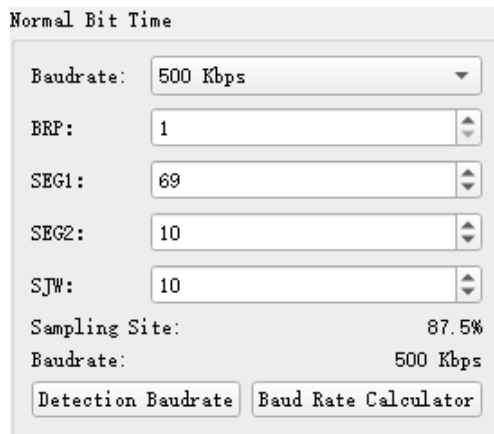 Normal Bit Time
Baudrate: 500 Kbps
BRP: 1
SEG1: 69
SEG2: 10
SJW: 10
Sampling Site: 87.5%
Baudrate: 500 Kbps
Detection Baudrate Baud Rate Calculator